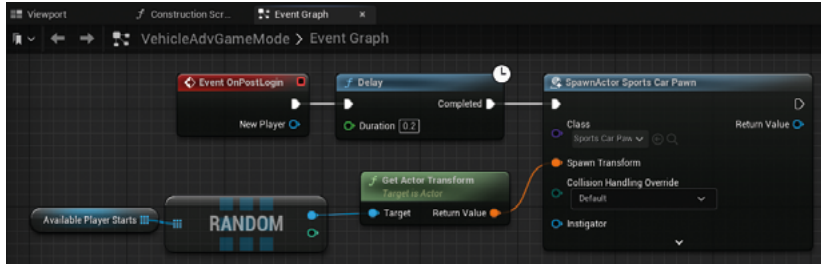 Viewport
Construction Scr...
Event Graph
VehicleAdvGameMode > Event Graph
Event OnPostLogin
New Player
Delay
Completed
Duration 0.2
SpawnActor Sports Car Pawn
Class
Return Value
Sports Car Paw
Spawn Transform
Collision Handling Override
Default
Instigator
Get Actor Transform
Target is Actor
Target
Return Value
Available Player Starts
RANDOM